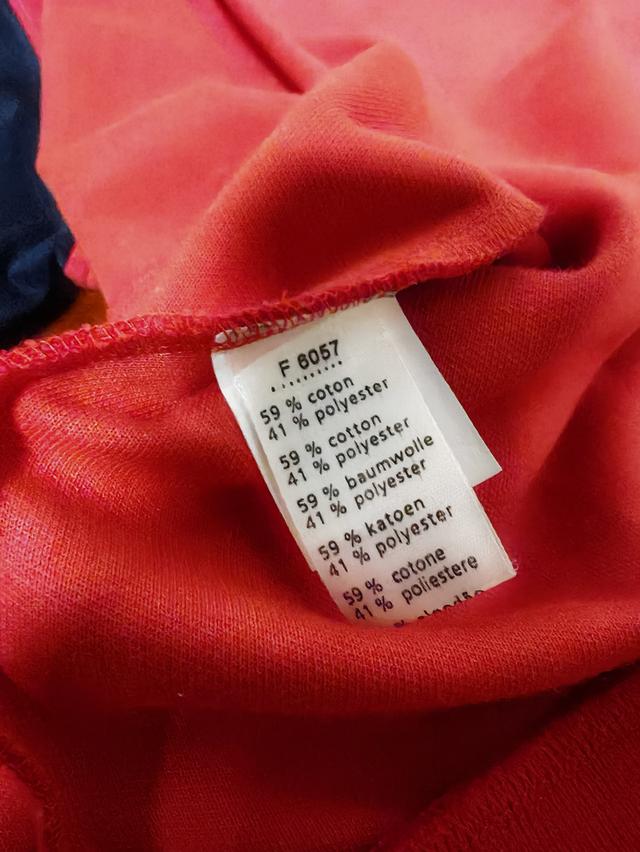 F 6057
..........
59 % coton
41 % polyester
59 % cotton
41 % polyester
59 % baumwolle
41 % polyester
59 % katoen
41 % polyester
59 % cotone
41 % poliestere
%